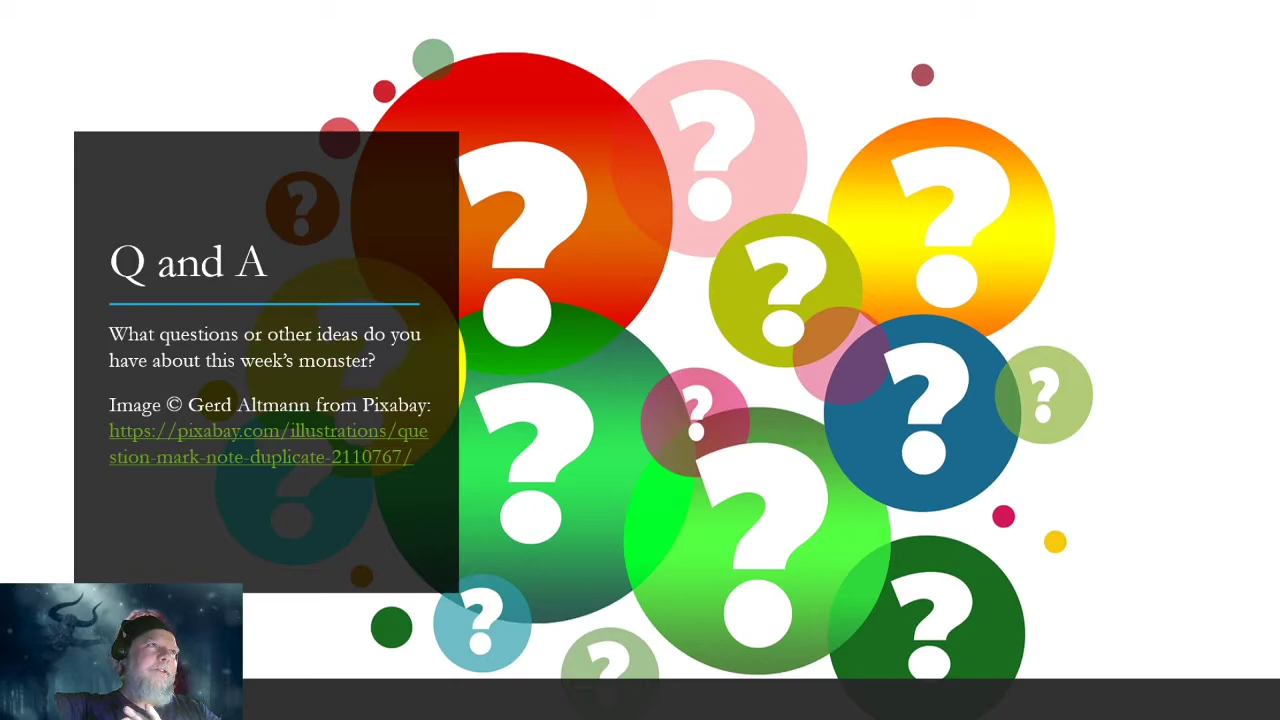 Q and A
What questions or other ideas do you
have about this week's monster?
Image © Gerd Altmann from Pixabay:
https://pixabay.com/illustrations/que
stion-mark-note-duplicate-2110767/
? ? ?
? ?
? ? ? ?
? ?
? ? ?
?